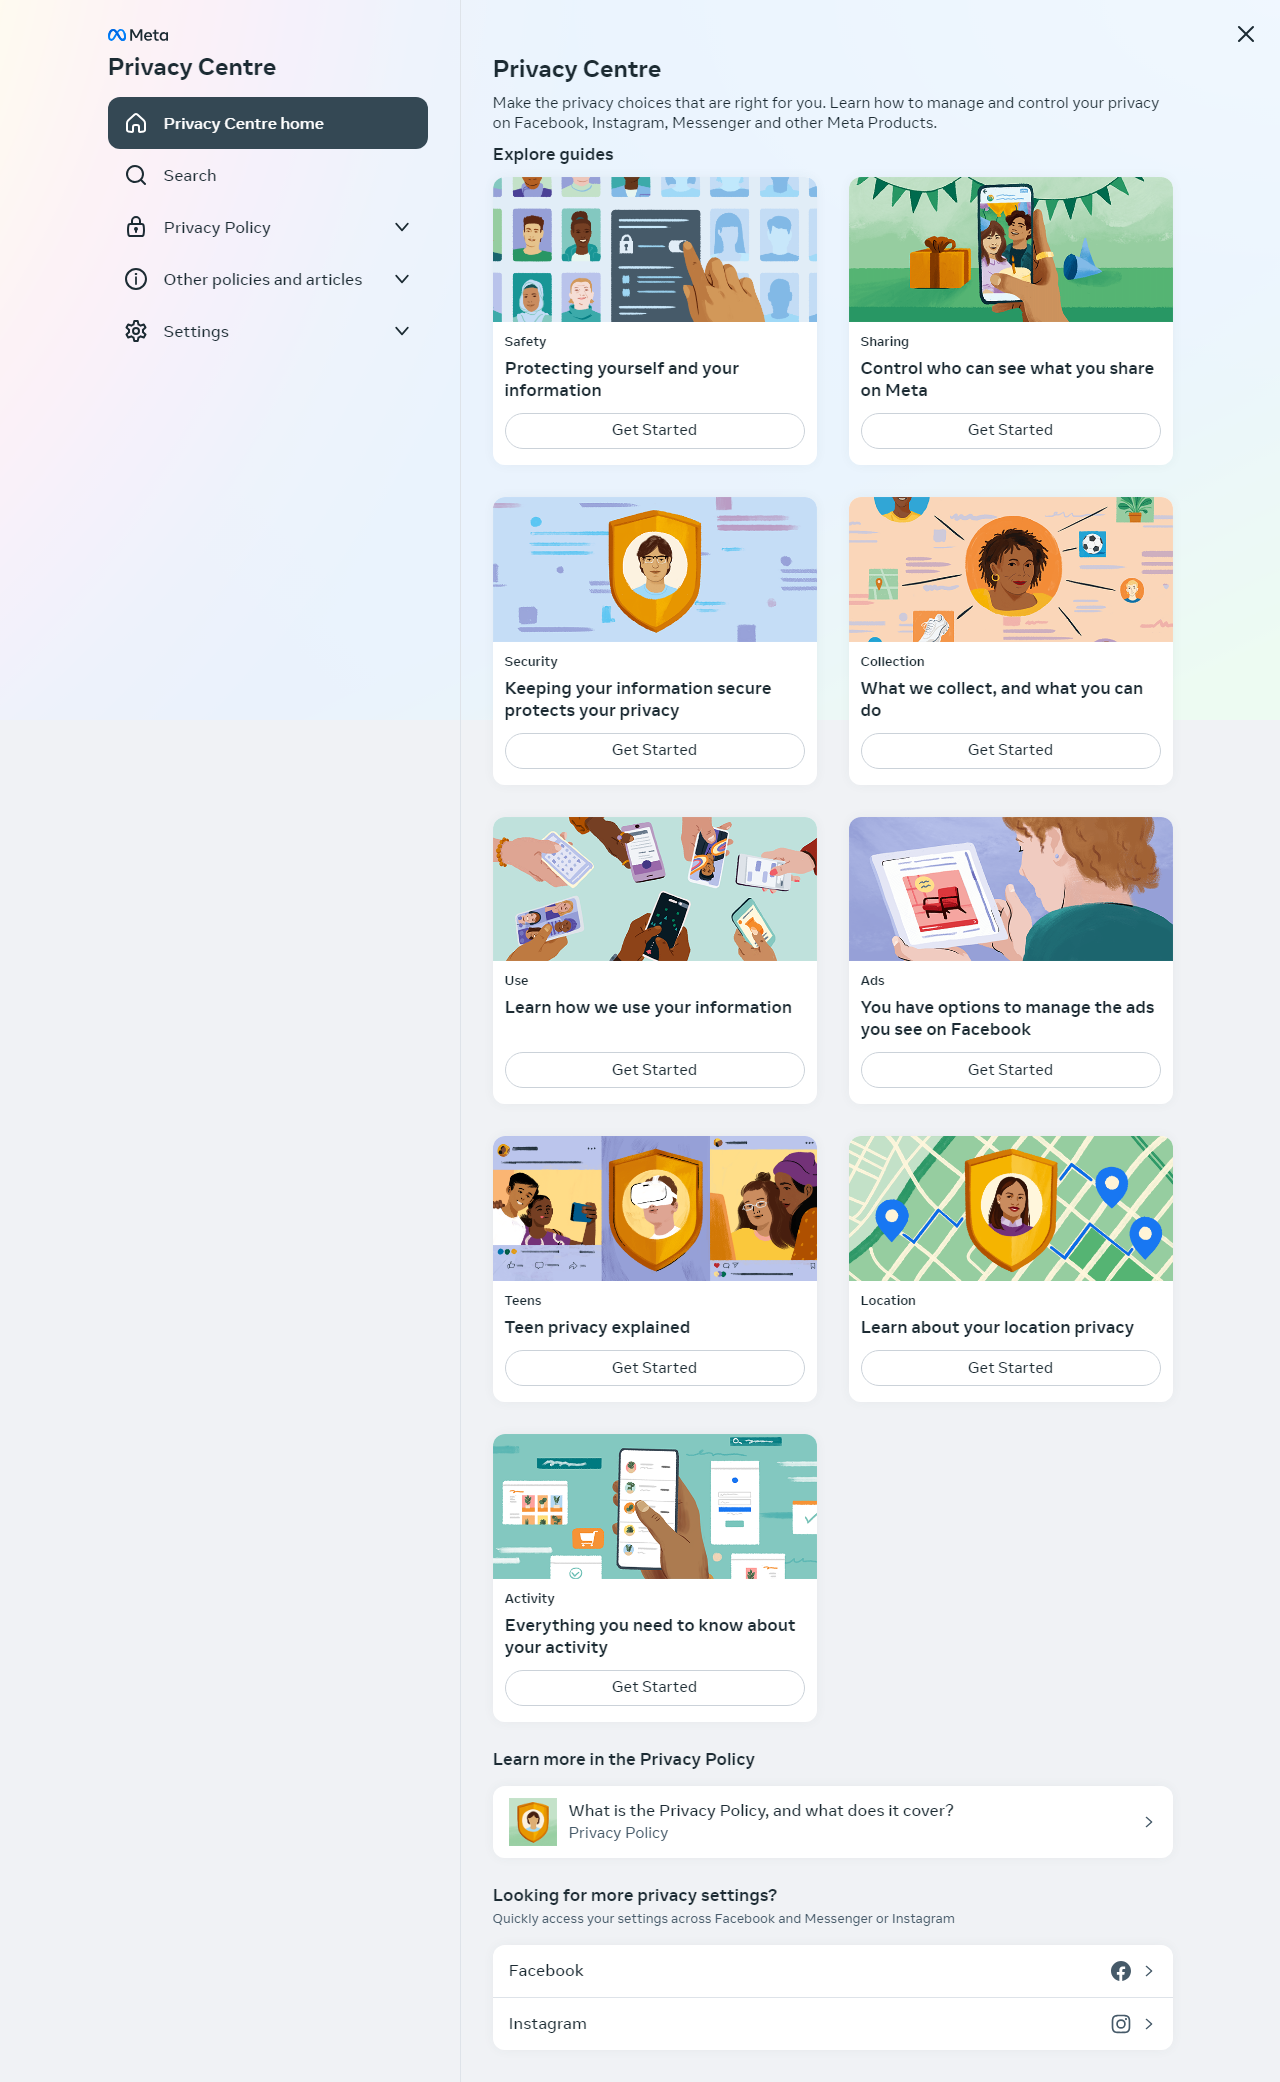 Meta
Privacy Centre
Privacy Centre home
Search
Privacy Policy
Other policies and articles
Settings
Privacy Centre
Make the privacy choices that are right for you. Learn how to manage and control your privacy
on Facebook, Instagram, Messenger and other Meta Products.
Explore guides
Safety
Protecting yourself and your
information
Get Started
Sharing
Control who can see what you share
on Meta
Get Started
Security
Keeping your information secure
protects your privacy
Get Started
Collection
What we collect, and what you can
do
Get Started
Use
Learn how we use your information
Get Started
Ads
You have options to manage the ads
you see on Facebook
Get Started
Teens
Teen privacy explained
Get Started
Location
Learn about your location privacy
Get Started
Activity
Everything you need to know about
your activity
Get Started
Learn more in the Privacy Policy
What is the Privacy Policy, and what does it cover?
Privacy Policy
Looking for more privacy settings?
Quickly access your settings across Facebook and Messenger or Instagram
Facebook
Instagram